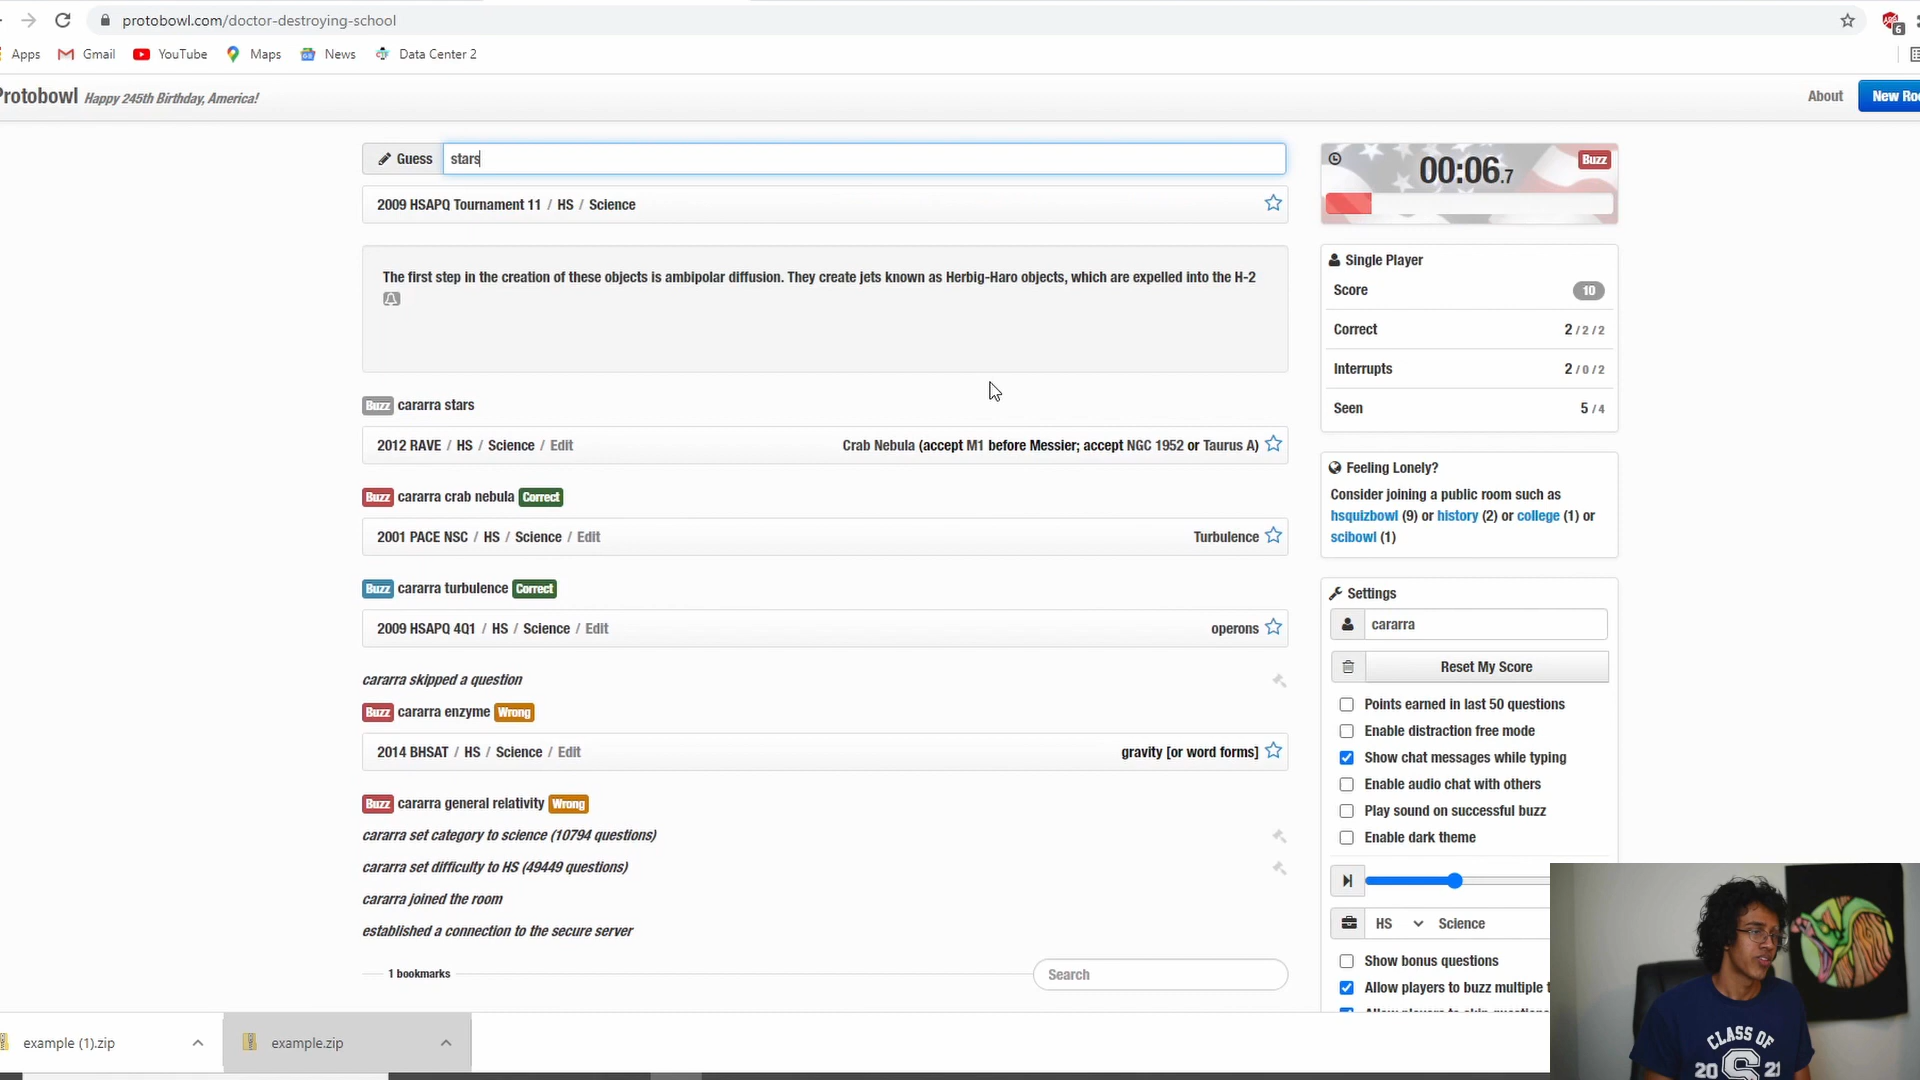 protobowl.com/doctor-destroying-school
6
Apps Gmail YouTube Maps News Data Center 2
Protobowl Happy 245th Birthday, America!
About New Roo
Guess stars
2009 HSAPQ Tournament 11 / HS / Science
The first step in the creation of these objects is ambipolar diffusion. They create jets known as Herbig-Haro objects, which are expelled into the H-2
Buzz cararra stars
2012 RAVE / HS / Science / Edit Crab Nebula (accept M1 before Messier; accept NGC 1952 or Taurus A)
Buzz cararra crab nebula Correct
2001 PACE NSC / HS / Science / Edit Turbulence
Buzz cararra turbulence Correct
2009 HSAPQ 4Q1 / HS / Science / Edit operons
cararra skipped a question
Buzz cararra enzyme Wrong
2014 BHSAT / HS / Science / Edit gravity [or word forms]
Buzz cararra general relativity Wrong
cararra set category to science (10794 questions)
cararra set difficulty to HS (49449 questions)
cararra joined the room
established a connection to the secure server
1 bookmarks Search
00:06.7 Buzz
Single Player
Score 10
Correct 2 / 2 / 2
Interrupts 2 / 0 / 2
Seen 5 / 4
Feeling Lonely?
Consider joining a public room such as
hsquizbowl (9) or history (2) or college (1) or
scibowl (1)
Settings
cararra
Reset My Score
Points earned in last 50 questions
Enable distraction free mode
Show chat messages while typing
Enable audio chat with others
Play sound on successful buzz
Enable dark theme
HS Science
Show bonus questions
Allow players to buzz multiple t
Allow players to skip questions
example (1).zip example.zip
CLASS OF
20 S 21